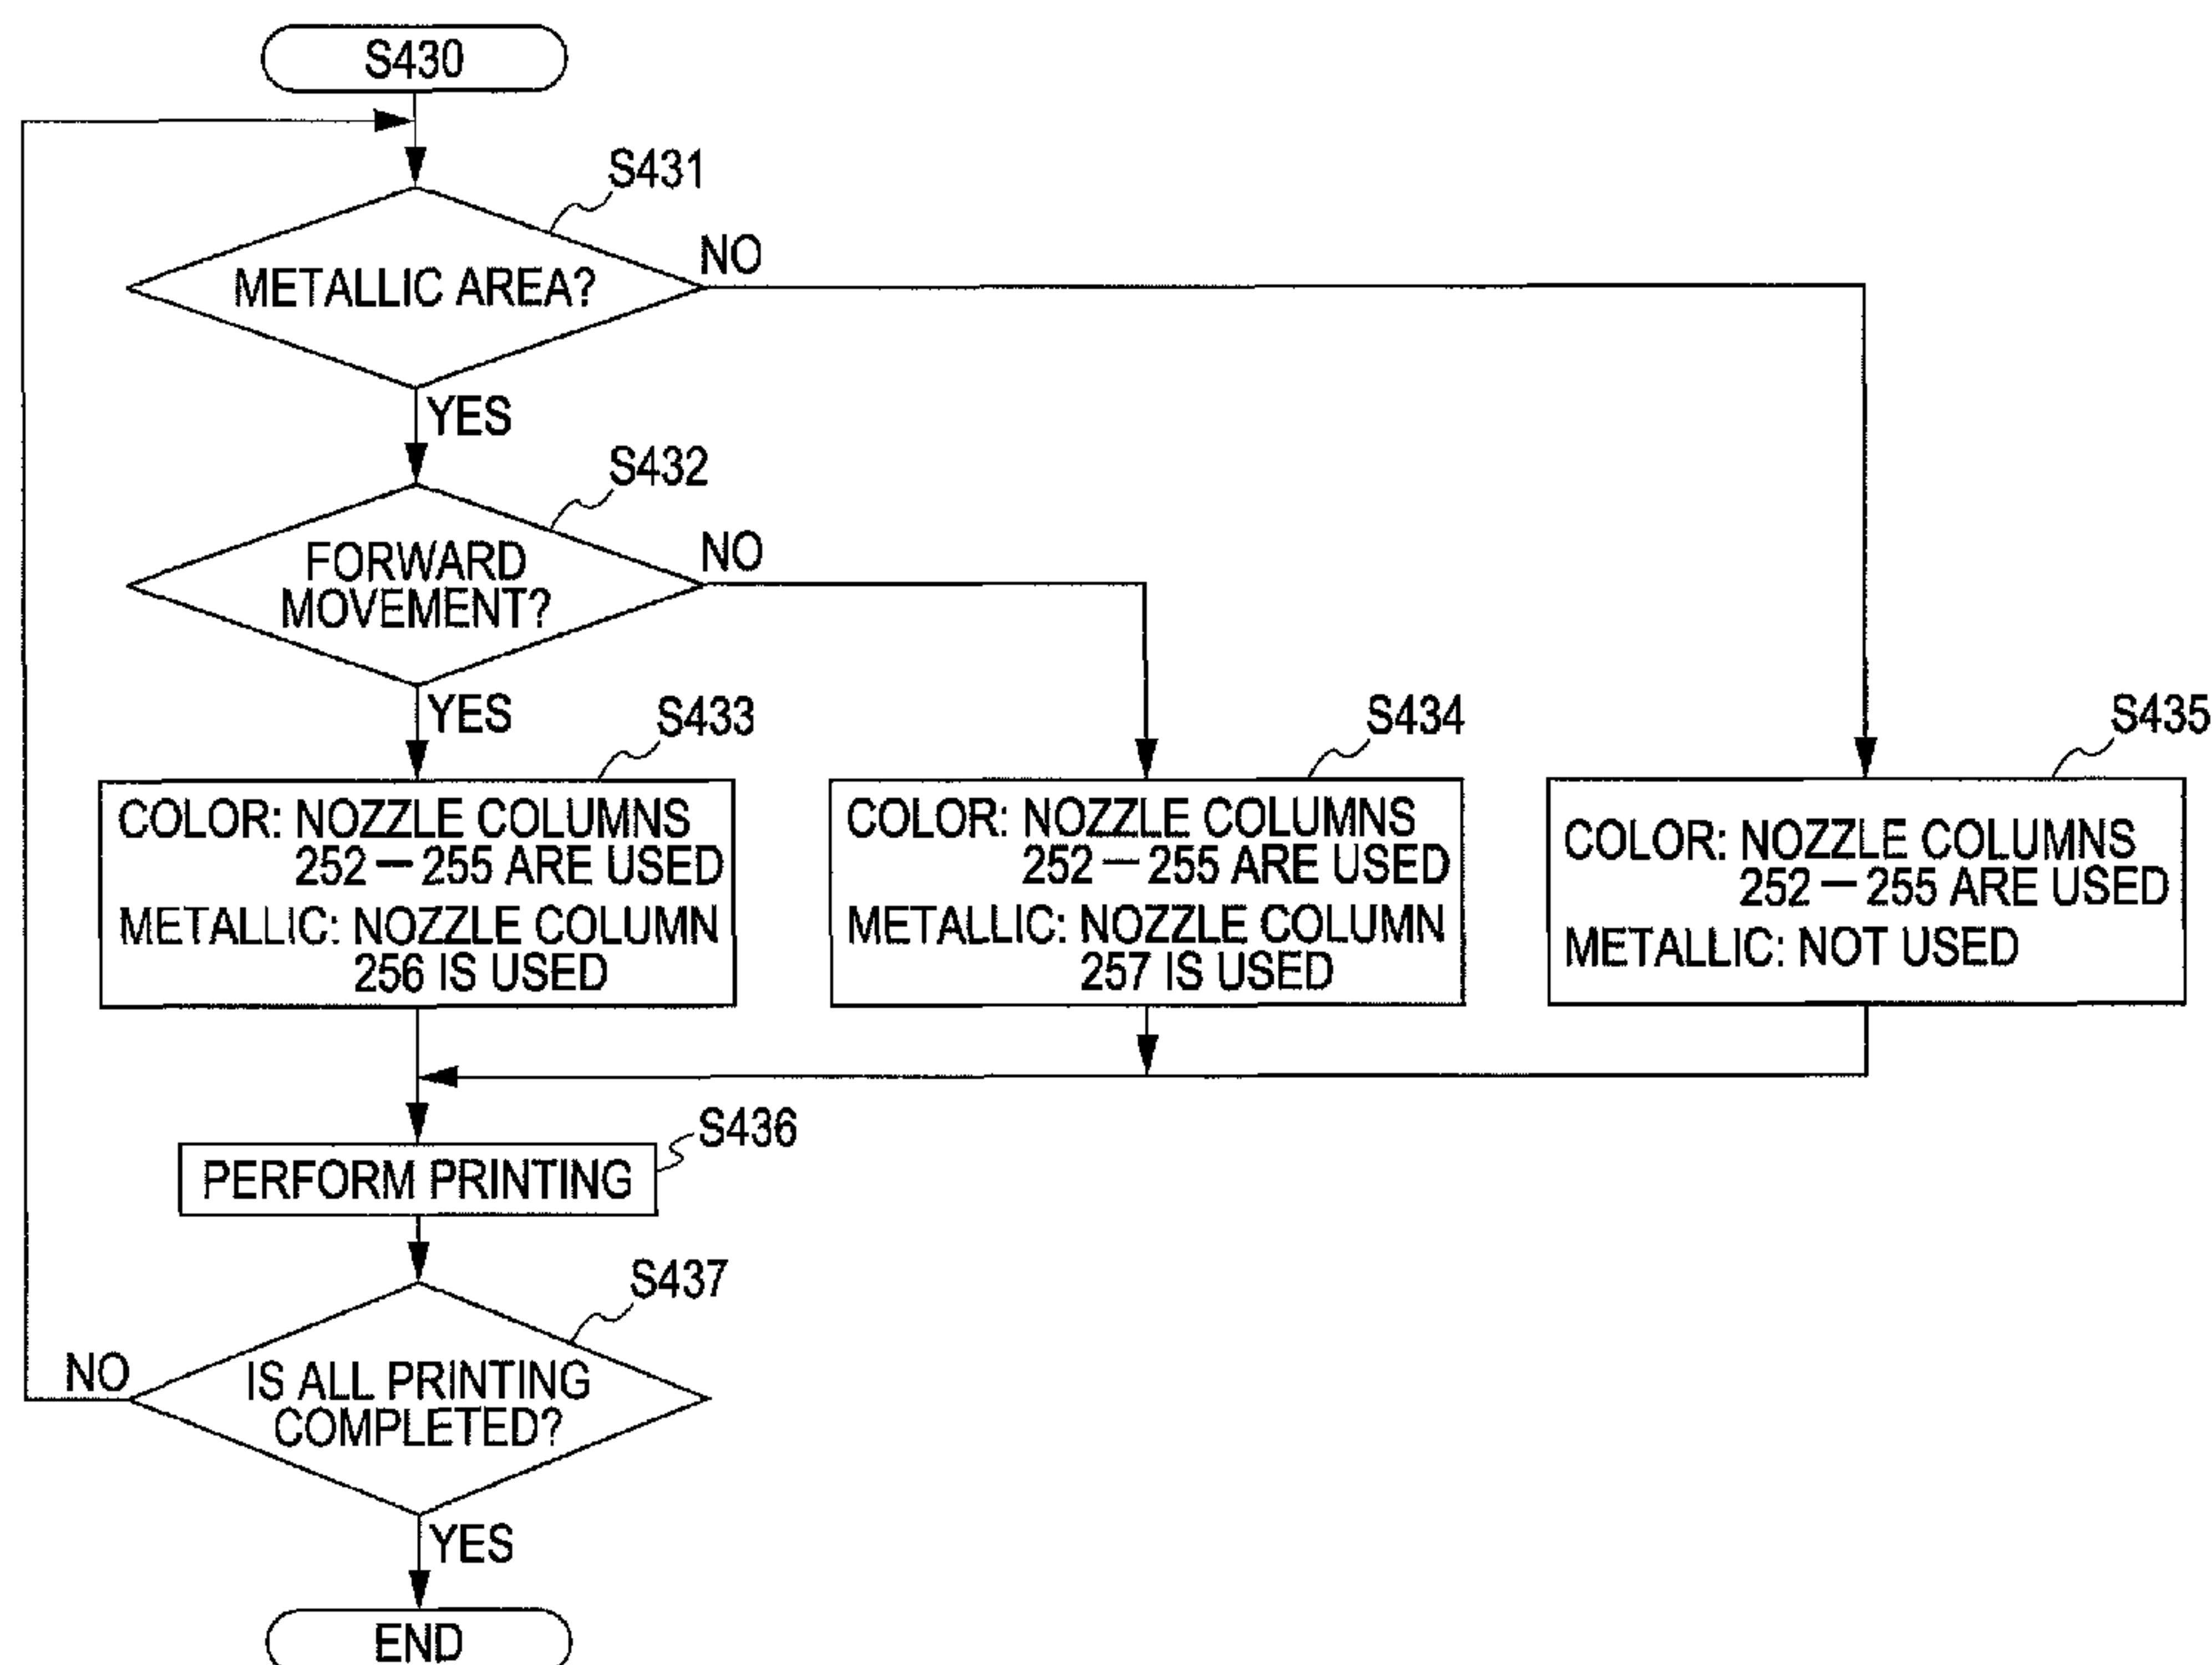 S430
S431
METALLIC AREA?
NO
YES
S432
FORWARD
MOVEMENT?
NO
YES
S433
COLOR: NOZZLE COLUMNS
252 — 255 ARE USED
METALLIC: NOZZLE COLUMN
256 IS USED
S434
COLOR: NOZZLE COLUMNS
252 — 255 ARE USED
METALLIC: NOZZLE COLUMN
257 IS USED
S435
COLOR: NOZZLE COLUMNS
252 — 255 ARE USED
METALLIC: NOT USED
S436
PERFORM PRINTING
S437
IS ALL PRINTING
COMPLETED?
NO
YES
END